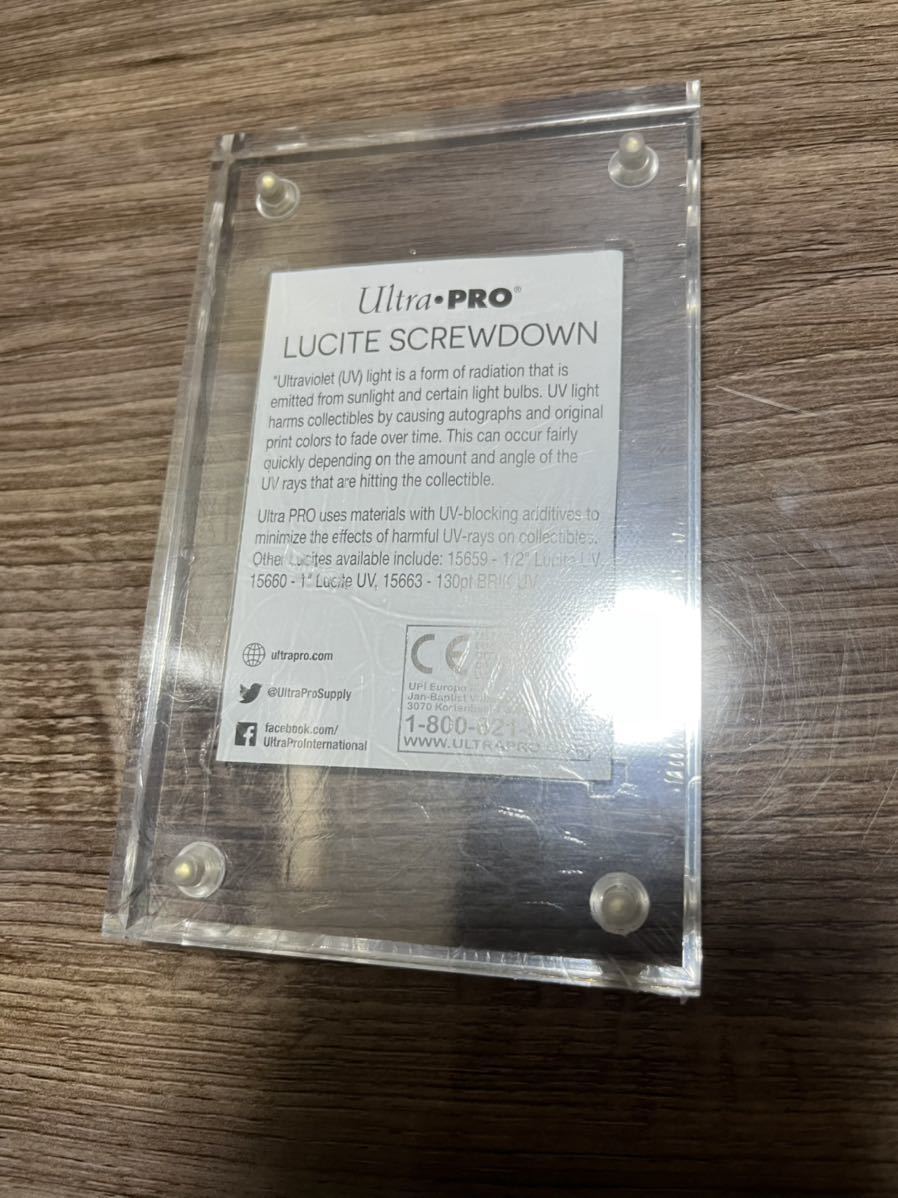 Ultra•PRO®
LUCITE SCREWDOWN
*Ultraviolet (UV) light is a form of radiation that is
emitted from sunlight and certain light bulbs. UV light
harms collectibles by causing autographs and original
print colors to fade over time. This can occur fairly
quickly depending on the amount and angle of the
UV rays that are hitting the collectible.
Ultra PRO uses materials with UV-blocking additives to
minimize the effects of harmful UV-rays on collectibles.
Other Lucites available include: 15659 - 1/2" Lucite UV,
15660 - 1" Lucite UV, 15663 - 130pt BRIK UV
ultrapro.com
@UltraProSupply
facebook.com/
UltraProInternational
CE
UPI Europe
Jan-Baptist
3070
1-800-
WWW.ULTRAPRO